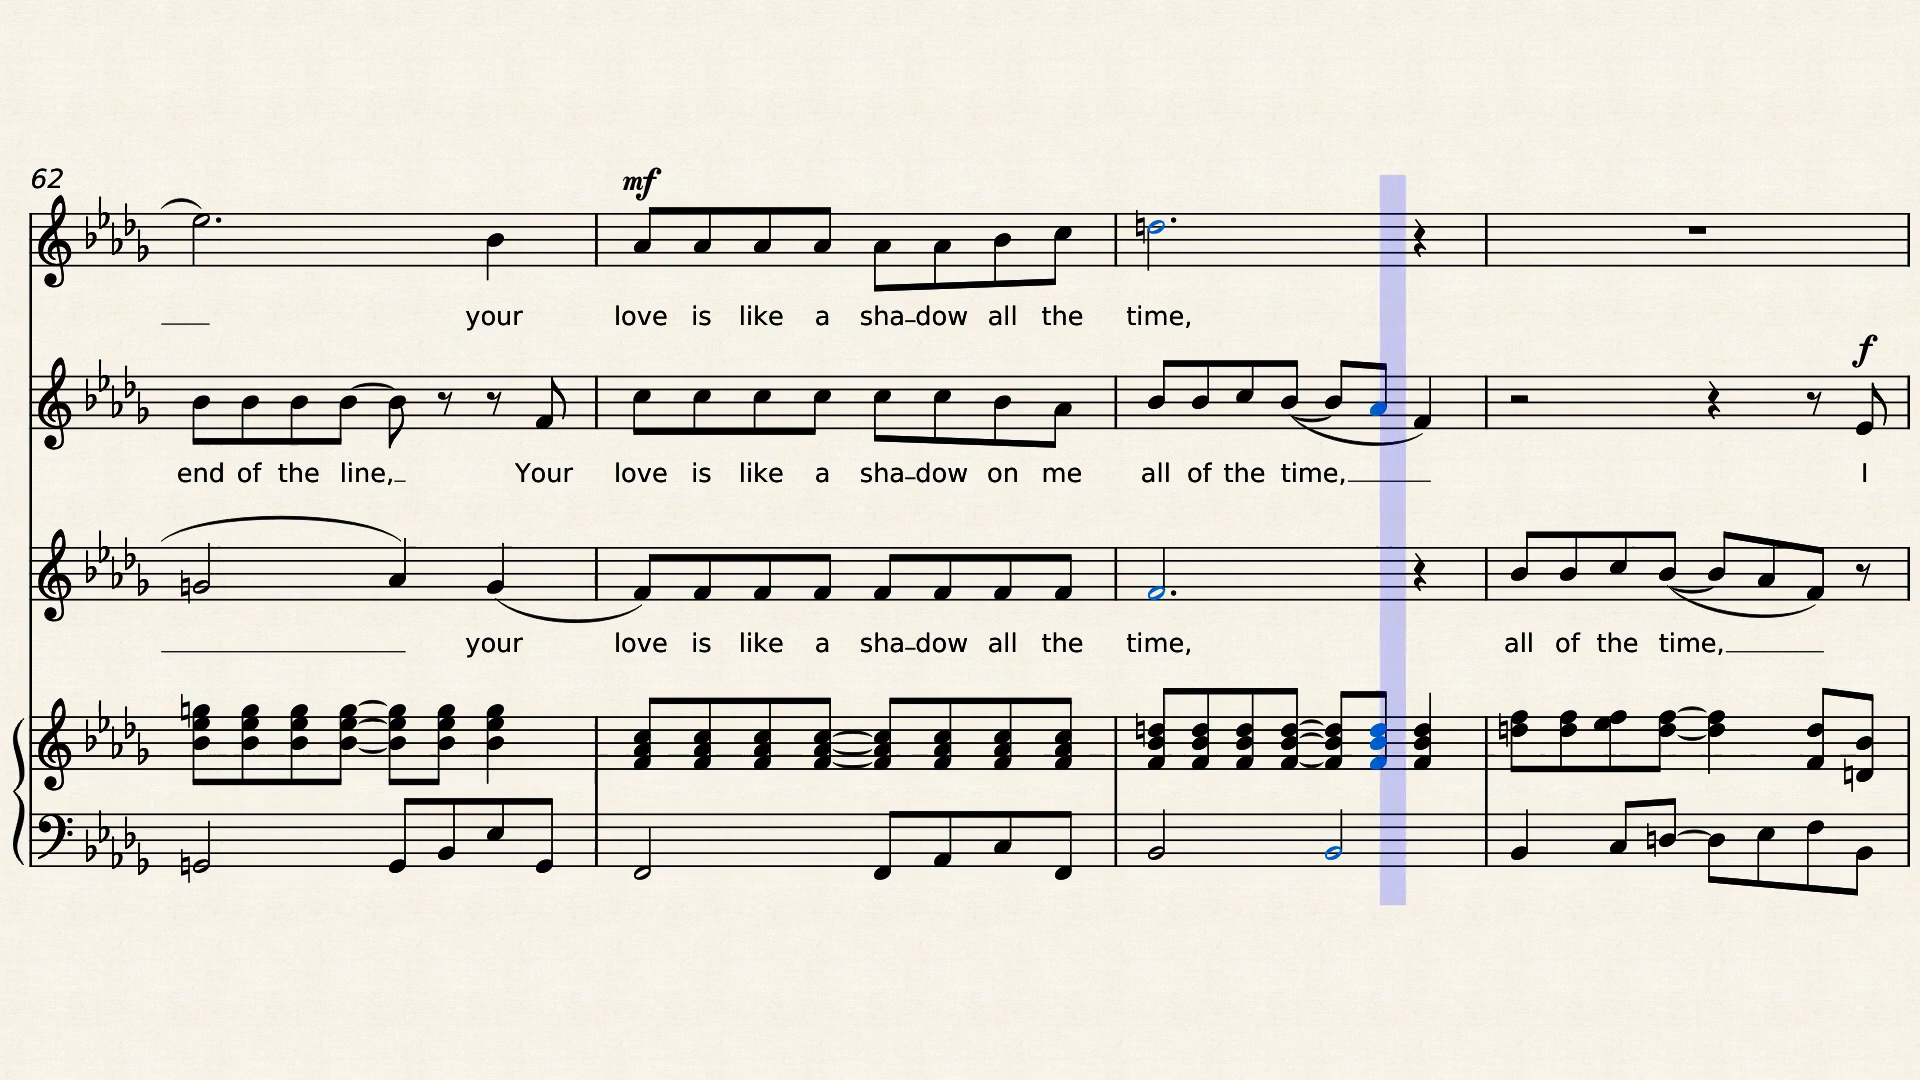 62
mf
your love is like a sha-dow all the time,
f
end of the line, Your love is like a sha-dow on me all of the time, I
your love is like a sha-dow all the time, all of the time,